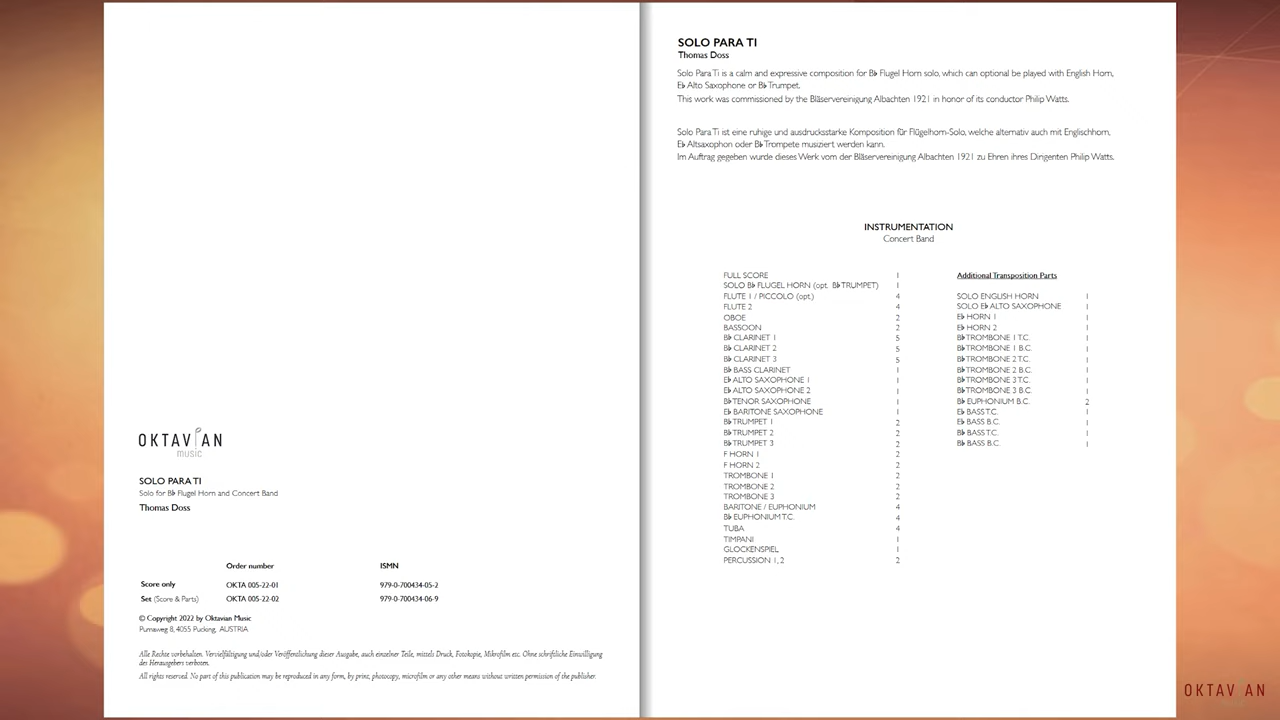 OKTAVIAN
music
SOLO PARA TI
Solo for B♭ Flugel Horn and Concert Band
Thomas Doss
Order number ISMN
Score only OKTA 005-22-01 979-0-700434-05-2
Set (Score & Parts) OKTA 005-22-02 979-0-700434-06-9
© Copyright 2022 by Oktavian Music
Purnaweg 8, 4055 Pucking, AUSTRIA
Alle Rechte vorbehalten. Vervielfältigung und/oder Veröffentlichung dieser Ausgabe, auch einzelner Teile, mittels Druck, Fotokopie, Mikrofilm etc. Ohne schriftliche Einwilligung
des Herausgebers verboten.
All rights reserved. No part of this publication may be reproduced in any form, by print, photocopy, microfilm or any other means without written permission of the publisher.
SOLO PARA TI
Thomas Doss
Solo Para Ti is a calm and expressive composition for B♭ Flugel Horn solo, which can optional be played with English Horn,
E♭ Alto Saxophone or B♭ Trumpet.
This work was commissioned by the Bläservereinigung Albachten 1921 in honor of its conductor Philip Watts.
Solo Para Ti ist eine ruhige und ausdrucksstarke Komposition für Flügelhorn-Solo, welche alternativ auch mit Englischhorn,
E♭ Altsaxophon oder B♭ Trompete musiziert werden kann.
Im Auftrag gegeben wurde dieses Werk vom der Bläservereinigung Albachten 1921 zu Ehren ihres Dirigenten Philip Watts.
INSTRUMENTATION
Concert Band
FULL SCORE 1
SOLO B♭ FLUGEL HORN (opt. B♭ TRUMPET) 1
FLUTE 1 / PICCOLO (opt.) 4
FLUTE 2 4
OBOE 2
BASSOON 2
B♭ CLARINET 1 5
B♭ CLARINET 2 5
B♭ CLARINET 3 5
B♭ BASS CLARINET 1
E♭ ALTO SAXOPHONE 1 1
E♭ ALTO SAXOPHONE 2 1
B♭ TENOR SAXOPHONE 1
E♭ BARITONE SAXOPHONE 1
B♭ TRUMPET 1 2
B♭ TRUMPET 2 2
B♭ TRUMPET 3 2
F HORN 1 2
F HORN 2 2
TROMBONE 1 2
TROMBONE 2 2
TROMBONE 3 2
BARITONE / EUPHONIUM 4
B♭ EUPHONIUM T.C. 4
TUBA 4
TIMPANI 1
GLOCKENSPIEL 1
PERCUSSION 1, 2 2
Additional Transposition Parts
SOLO ENGLISH HORN 1
SOLO E♭ ALTO SAXOPHONE 1
E♭ HORN 1 1
E♭ HORN 2 1
B♭ TROMBONE 1 T.C. 1
B♭ TROMBONE 1 B.C. 1
B♭ TROMBONE 2 T.C. 1
B♭ TROMBONE 2 B.C. 1
B♭ TROMBONE 3 T.C. 1
B♭ TROMBONE 3 B.C. 1
B♭ EUPHONIUM B.C. 2
E♭ BASS T.C. 1
E♭ BASS B.C. 1
B♭ BASS T.C. 1
B♭ BASS B.C. 1
OKTAVIAN